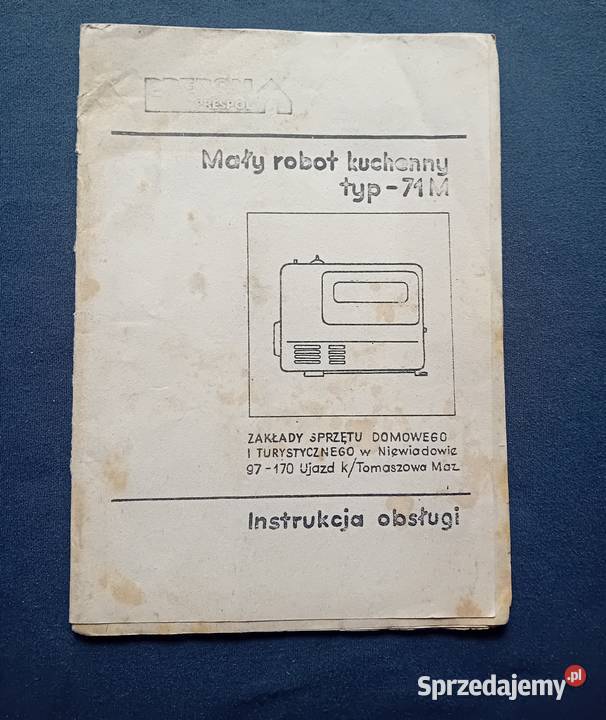 PREDOM
PRESPOL
Mały robot kuchenny
typ-71M
ZAKŁADY SPRZĘTU DOMOWEGO
I TURYSTYCZNEGO w Niewiadowie
97-170 Ujazd k/Tomaszowa Maz.
Instrukcja obsługi
Sprzedajemy.pl